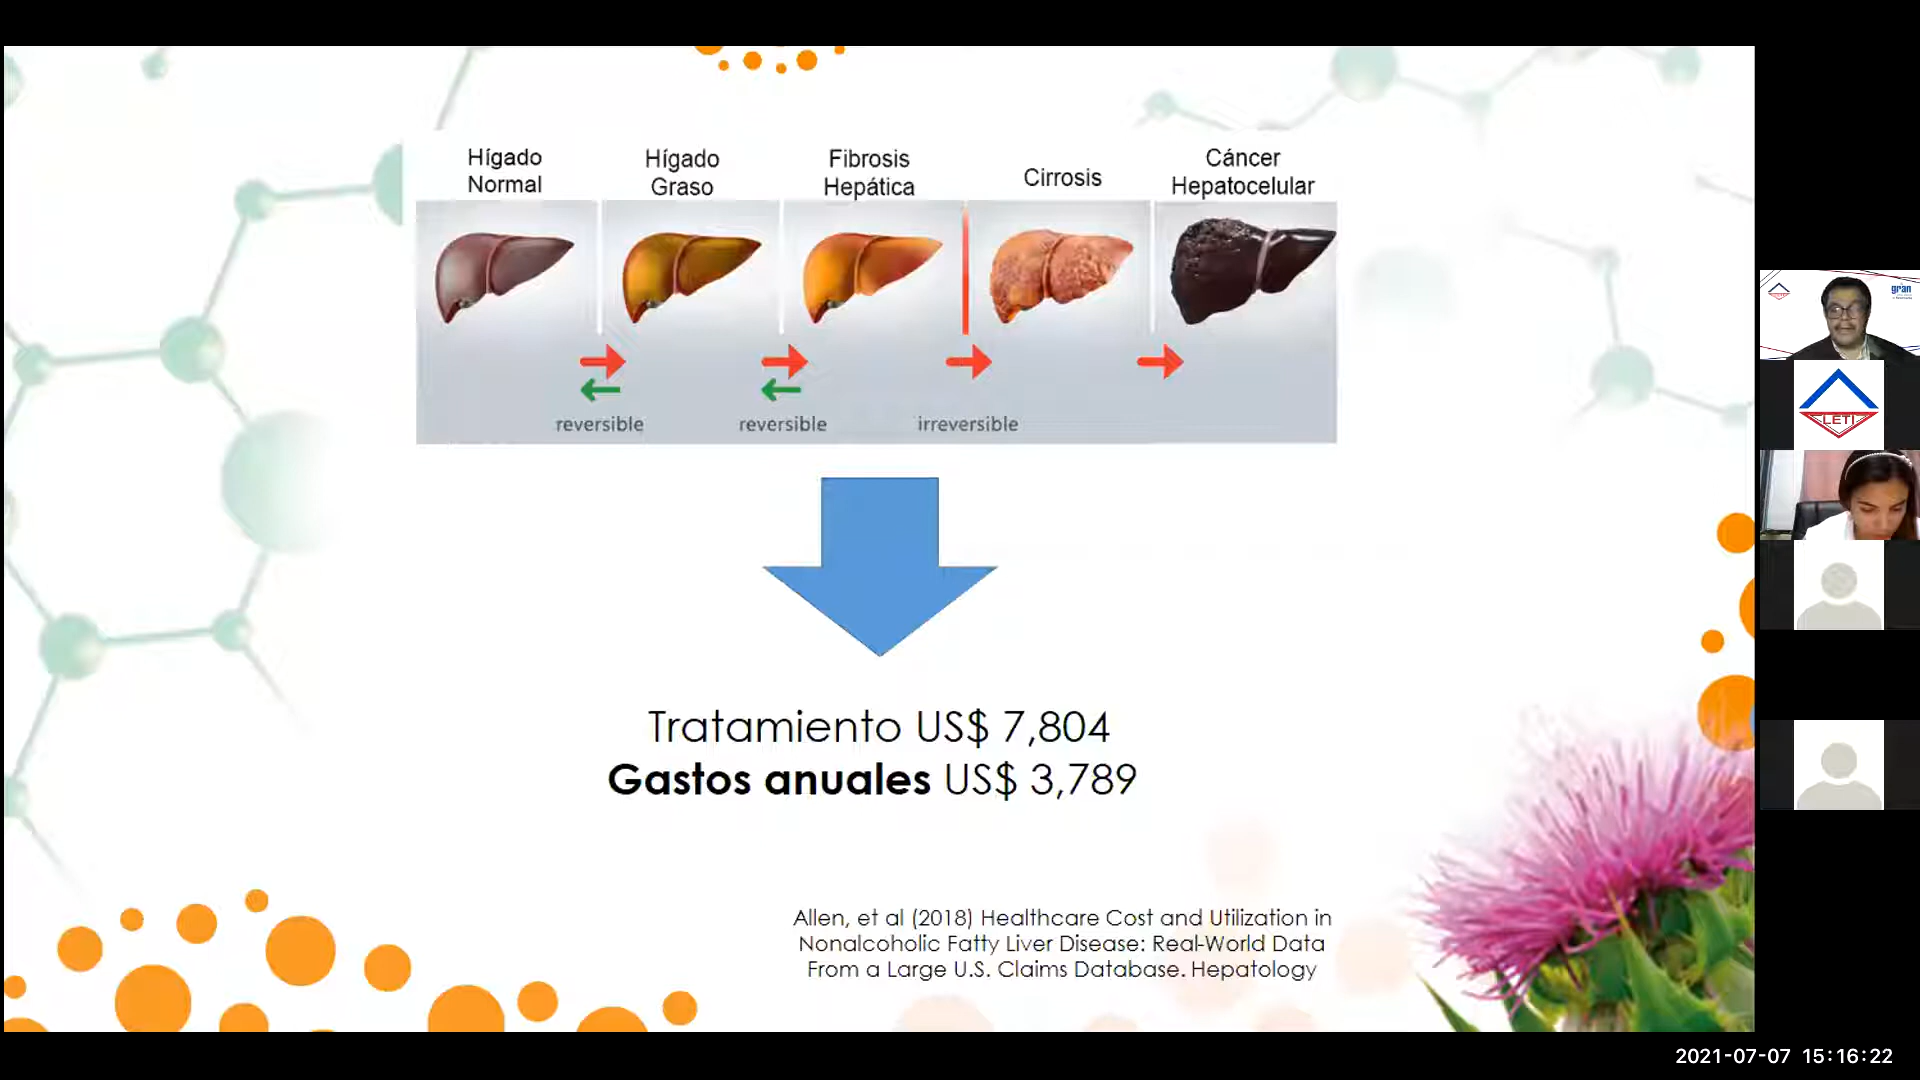 Hígado
Normal
Hígado
Graso
Fibrosis
Hepática
Cirrosis
Cáncer
Hepatocelular
reversible
reversible
irreversible
Tratamiento US$ 7,804
Gastos anuales US$ 3,789
Allen, et al (2018) Healthcare Cost and Utilization in
Nonalcoholic Fatty Liver Disease: Real-World Data
From a Large U.S. Claims Database. Hepatology
gran
LETI
2021-07-07 15:16:22